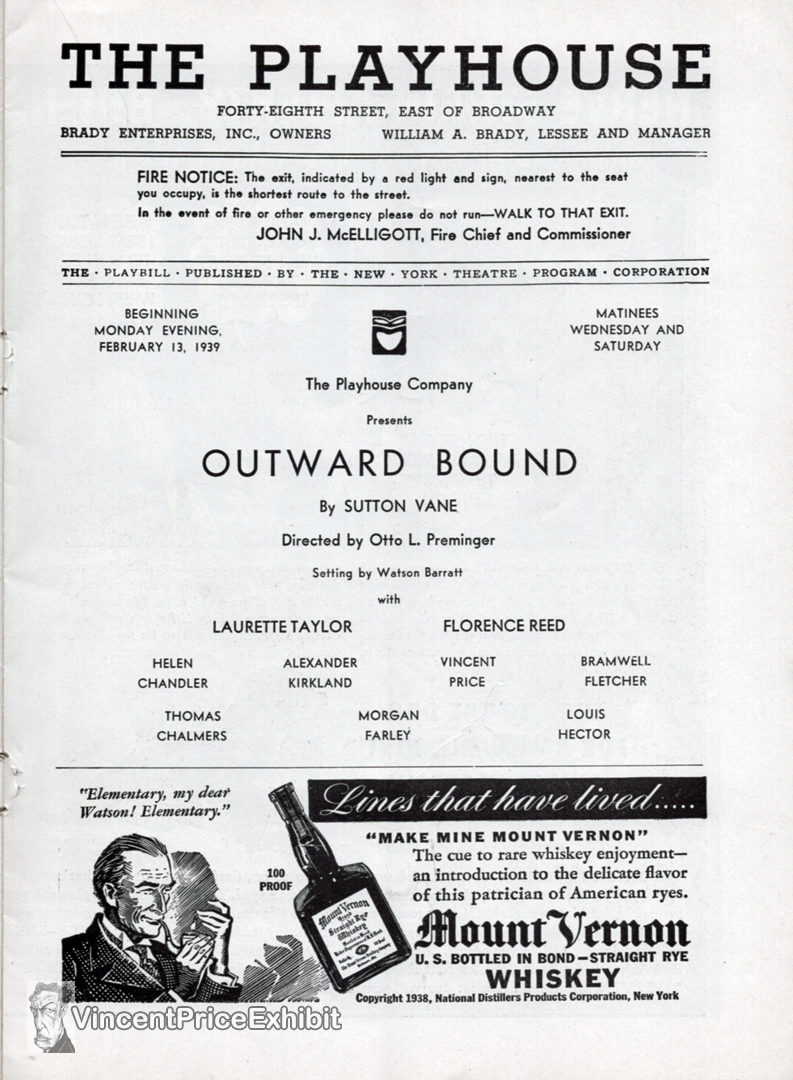 THE PLAYHOUSE
FORTY-EIGHTH STREET, EAST OF BROADWAY
BRADY ENTERPRISES, INC., OWNERS WILLIAM A. BRADY, LESSEE AND MANAGER
FIRE NOTICE: The exit, indicated by a red light and sign, nearest to the seat
you occupy, is the shortest route to the street.
In the event of fire or other emergency please do not run—WALK TO THAT EXIT.
JOHN J. McELLIGOTT, Fire Chief and Commissioner
THE · PLAYBILL · PUBLISHED · BY · THE · NEW · YORK · THEATRE · PROGRAM · CORPORATION
BEGINNING
MONDAY EVENING,
FEBRUARY 13, 1939
MATINEES
WEDNESDAY AND
SATURDAY
The Playhouse Company
Presents
OUTWARD BOUND
By SUTTON VANE
Directed by Otto L. Preminger
Setting by Watson Barratt
with
LAURETTE TAYLOR FLORENCE REED
HELEN CHANDLER
ALEXANDER KIRKLAND
VINCENT PRICE
BRAMWELL FLETCHER
THOMAS CHALMERS
MORGAN FARLEY
LOUIS HECTOR
"Elementary, my dear
Watson! Elementary."
Lines that have lived.....
"MAKE MINE MOUNT VERNON"
The cue to rare whiskey enjoyment—
an introduction to the delicate flavor
of this patrician of American ryes.
100
PROOF
Mount Vernon
Straight Rye
Whiskey
Mount Vernon
U. S. BOTTLED IN BOND—STRAIGHT RYE
WHISKEY
Copyright 1938, National Distillers Products Corporation, New York
VincentPriceExhibit